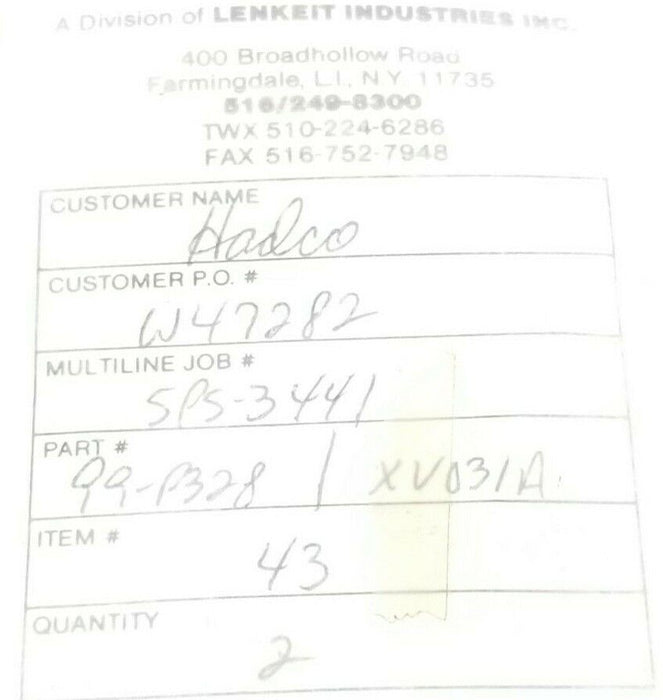 A Division of LENKEIT INDUSTRIES INC.
400 Broadhollow Road
Farmingdale, L.I., N.Y. 11735
516/249-8300
TWX 510-224-6286
FAX 516-752-7948
CUSTOMER NAME
Hadco
CUSTOMER P.O. #
W47282
MULTILINE JOB #
SPS-3441
PART #
99-P328 / XV031A
ITEM #
43
QUANTITY
2